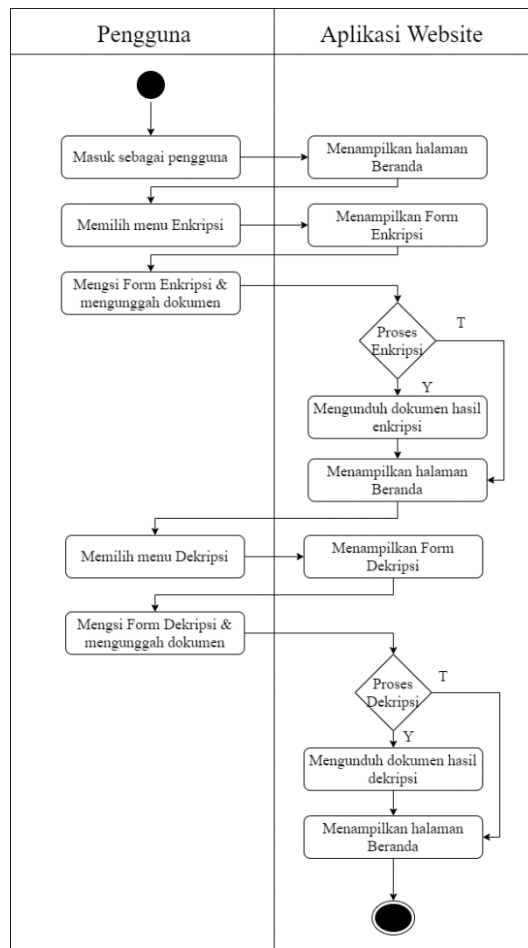 Pengguna
Aplikasi Website
Masuk sebagai pengguna
Menampilkan halaman
Beranda
Memilih menu Enkripsi
Menampilkan Form
Enkripsi
Mengsi Form Enkripsi &
mengunggah dokumen
Proses
Enkripsi
T
Y
Mengunduh dokumen hasil
enkripsi
Menampilkan halaman
Beranda
Memilih menu Dekripsi
Menampilkan Form
Dekripsi
Mengsi Form Dekripsi &
mengunggah dokumen
Proses
Dekripsi
T
Y
Mengunduh dokumen hasil
dekripsi
Menampilkan halaman
Beranda